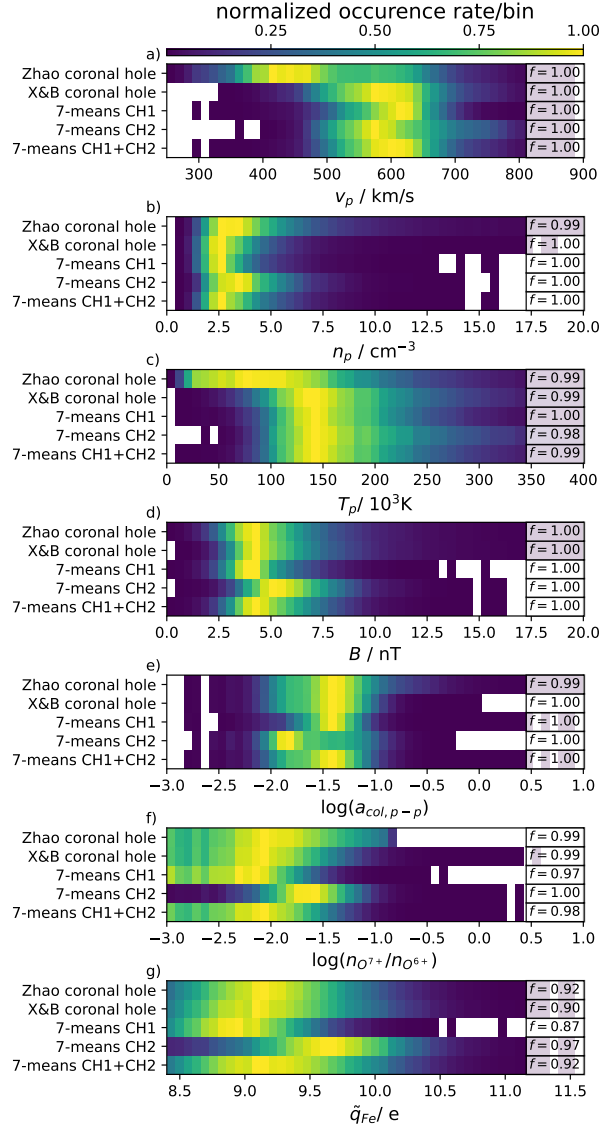 normalized occurence rate/bin
0.25 0.50 0.75 1.00
a)
Zhao coronal hole f = 1.00
X&B coronal hole f = 1.00
7-means CH1 f = 1.00
7-means CH2 f = 1.00
7-means CH1+CH2 f = 1.00
300 400 500 600 700 800 900
v_p / km/s
b)
Zhao coronal hole f = 0.99
X&B coronal hole f = 1.00
7-means CH1 f = 1.00
7-means CH2 f = 1.00
7-means CH1+CH2 f = 1.00
0.0 2.5 5.0 7.5 10.0 12.5 15.0 17.5 20.0
n_p / cm⁻³
c)
Zhao coronal hole f = 0.99
X&B coronal hole f = 0.99
7-means CH1 f = 1.00
7-means CH2 f = 0.98
7-means CH1+CH2 f = 0.99
0 50 100 150 200 250 300 350 400
T_p/ 10³K
d)
Zhao coronal hole f = 1.00
X&B coronal hole f = 1.00
7-means CH1 f = 1.00
7-means CH2 f = 1.00
7-means CH1+CH2 f = 1.00
0.0 2.5 5.0 7.5 10.0 12.5 15.0 17.5 20.0
B / nT
e)
Zhao coronal hole f = 0.99
X&B coronal hole f = 1.00
7-means CH1 f = 1.00
7-means CH2 f = 1.00
7-means CH1+CH2 f = 1.00
−3.0 −2.5 −2.0 −1.5 −1.0 −0.5 0.0 0.5 1.0
log(a_{col, p−p})
f)
Zhao coronal hole f = 0.99
X&B coronal hole f = 0.99
7-means CH1 f = 0.97
7-means CH2 f = 1.00
7-means CH1+CH2 f = 0.98
−3.0 −2.5 −2.0 −1.5 −1.0 −0.5 0.0 0.5 1.0
log(n_{O⁷⁺}/n_{O⁶⁺})
g)
Zhao coronal hole f = 0.92
X&B coronal hole f = 0.90
7-means CH1 f = 0.87
7-means CH2 f = 0.97
7-means CH1+CH2 f = 0.92
8.5 9.0 9.5 10.0 10.5 11.0 11.5
q̃_{Fe}/ e